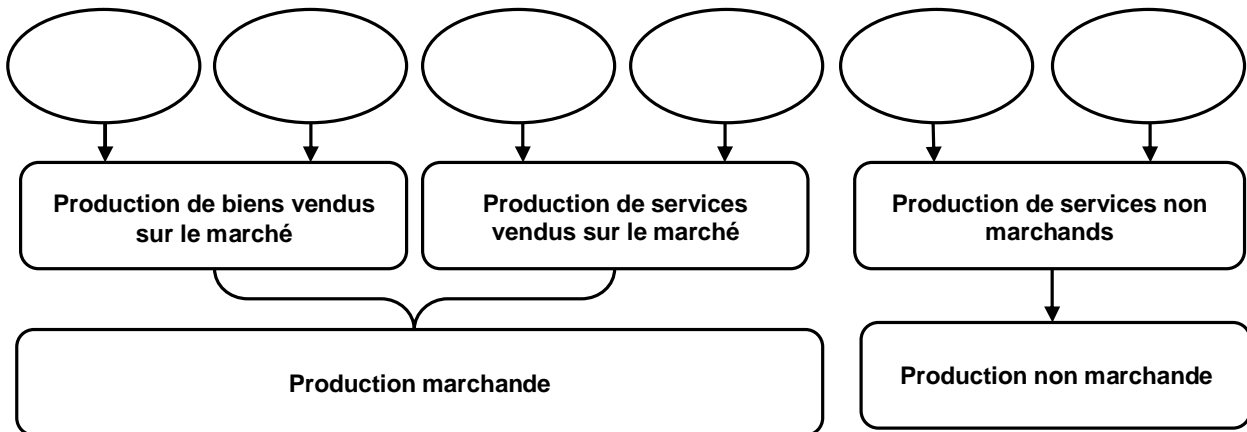 Production de biens vendus
sur le marché
Production de services
vendus sur le marché
Production de services non
marchands
Production marchande
Production non marchande